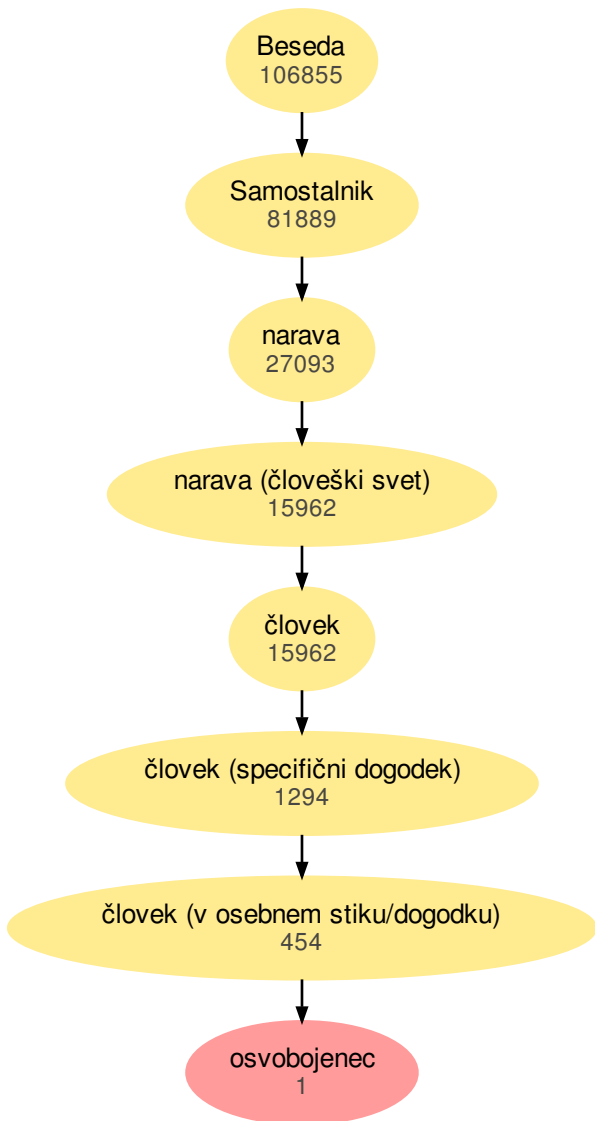 Beseda
106855
Samostalnik
81889
narava
27093
narava (človeški svet)
15962
človek
15962
človek (specifični dogodek)
1294
človek (v osebnem stiku/dogodku)
454
osvobojenec
1